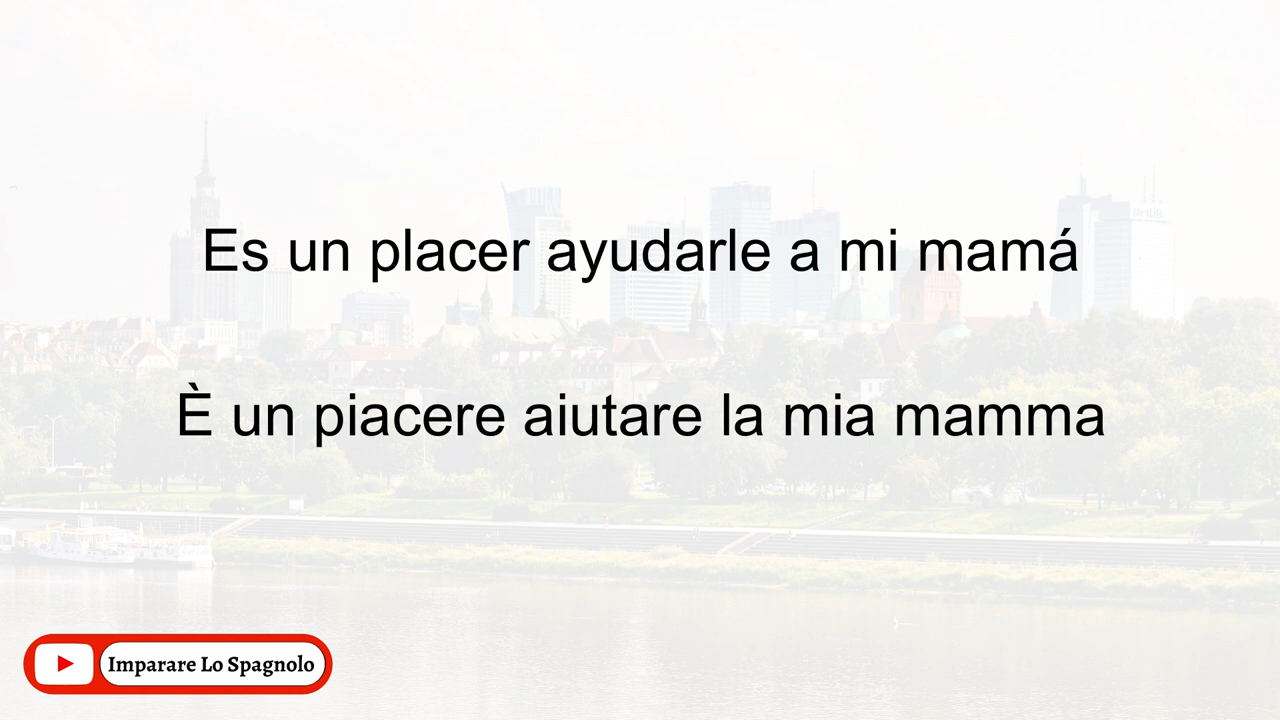 Es un placer ayudarle a mi mamá
È un piacere aiutare la mia mamma
Imparare Lo Spagnolo